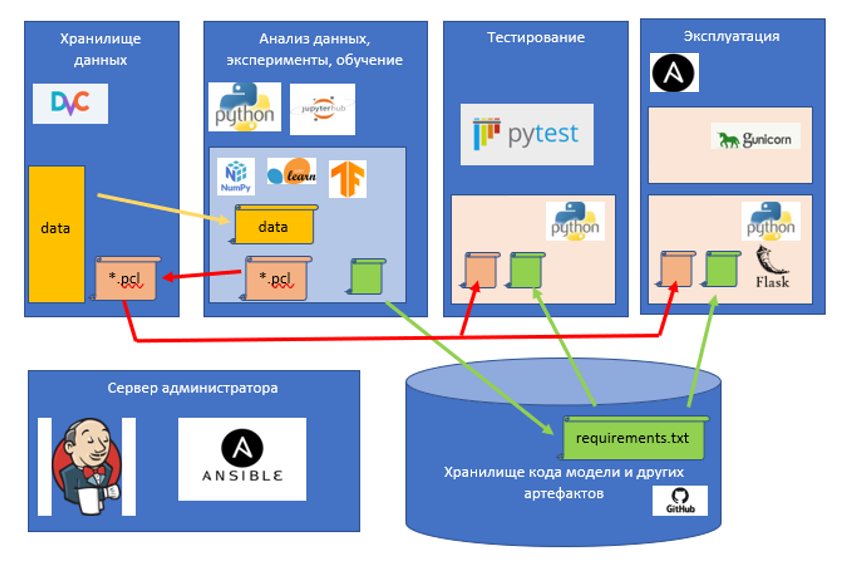 Хранилище
данных
DVC
data
*.pcl
Анализ данных,
эксперименты, обучение
python
jupyterhub
NumPy
learn
data
*.pcl
Тестирование
pytest
python
Эксплуатация
A
gunicorn
python
Flask
Сервер администратора
A
ANSIBLE
requirements.txt
Хранилище кода модели и других
артефактов
GitHub